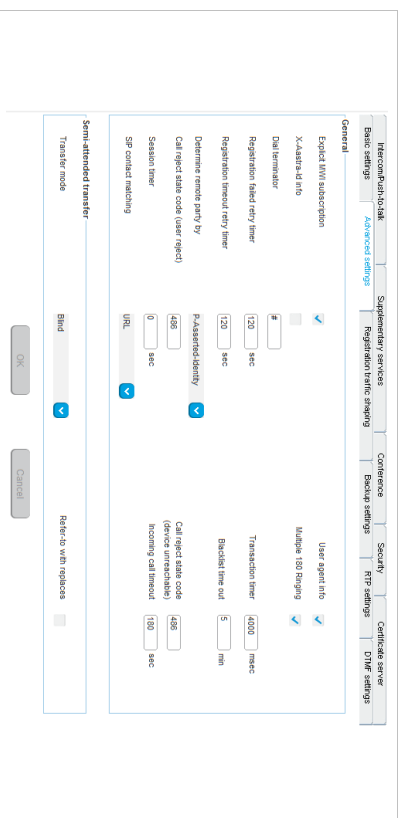 Intercom/Push-to-talk Supplementary services Conference Security Certificate server
Basic settings Advanced settings Registration traffic shaping Backup settings RTP settings DTMF settings
General
Explicit MWI subscription User agent info
X-Aastra-Id info Multiple 180 Ringing
Dial terminator #
Registration failed retry timer 120 sec Transaction timer 4000 msec
Registration timeout retry timer 120 sec Blacklist time out 5 min
Determine remote party by P-Asserted-Identity
Call reject state code (user reject) 486 Call reject state code
(device unreachable) 486
Session timer 0 sec Incoming call timeout 180 sec
SIP contact matching URL
Semi-attended transfer
Transfer mode Blind Refer-to with replaces
OK Cancel